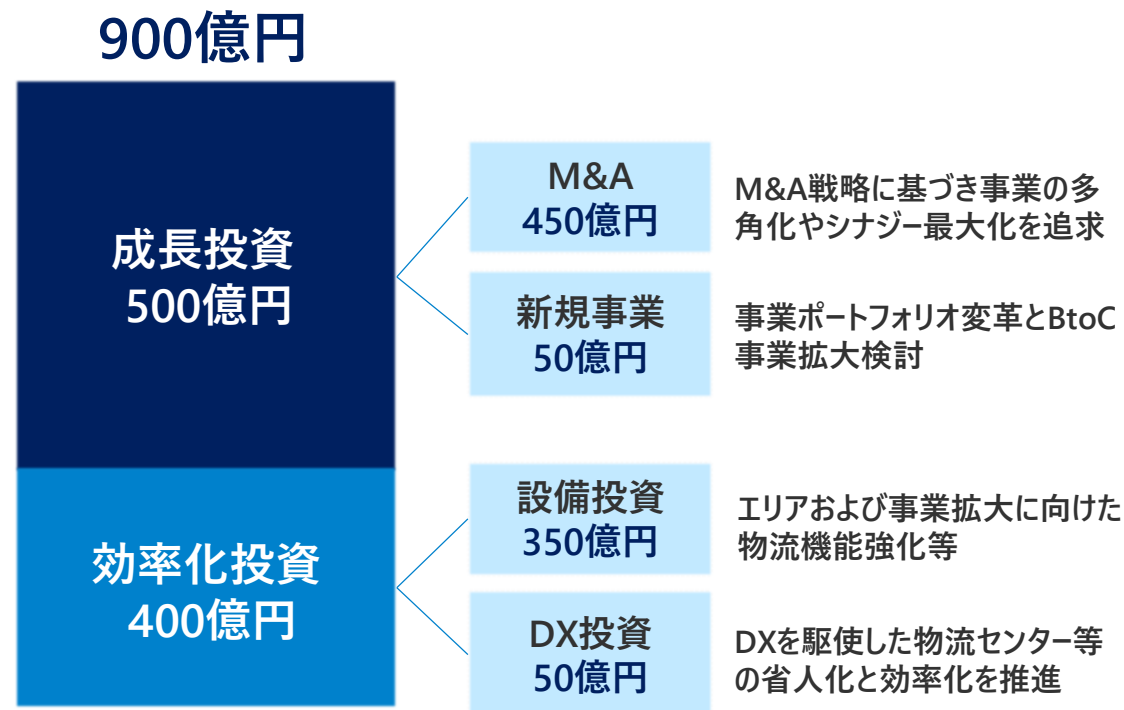 900億円
成長投資
500億円
M&A
450億円
M&A戦略に基づき事業の多
角化やシナジー最大化を追求
新規事業
50億円
事業ポートフォリオ変革とBtoC
事業拡大検討
効率化投資
400億円
設備投資
350億円
エリアおよび事業拡大に向けた
物流機能強化等
DX投資
50億円
DXを駆使した物流センター等
の省人化と効率化を推進